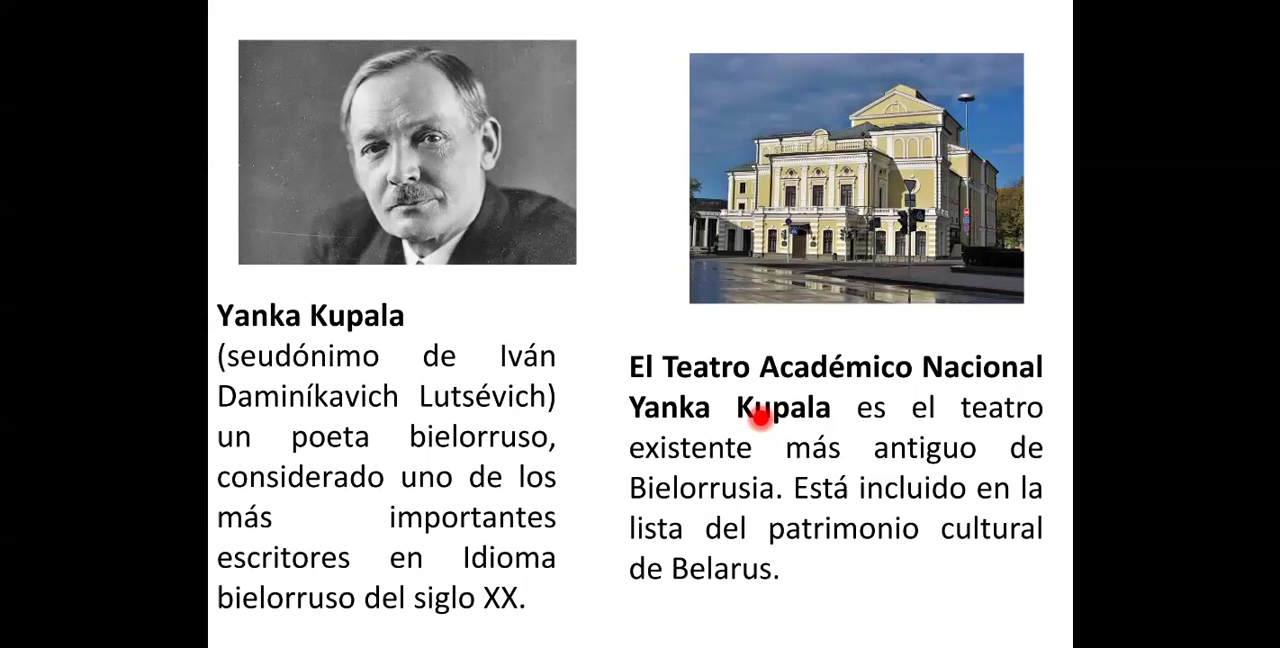 Yanka Kupala
(seudónimo de Iván
Daminíkavich Lutsévich)
un poeta bielorruso,
considerado uno de los
más importantes
escritores en Idioma
bielorruso del siglo XX.
El Teatro Académico Nacional
Yanka Kupala es el teatro
existente más antiguo de
Bielorrusia. Está incluido en la
lista del patrimonio cultural
de Belarus.